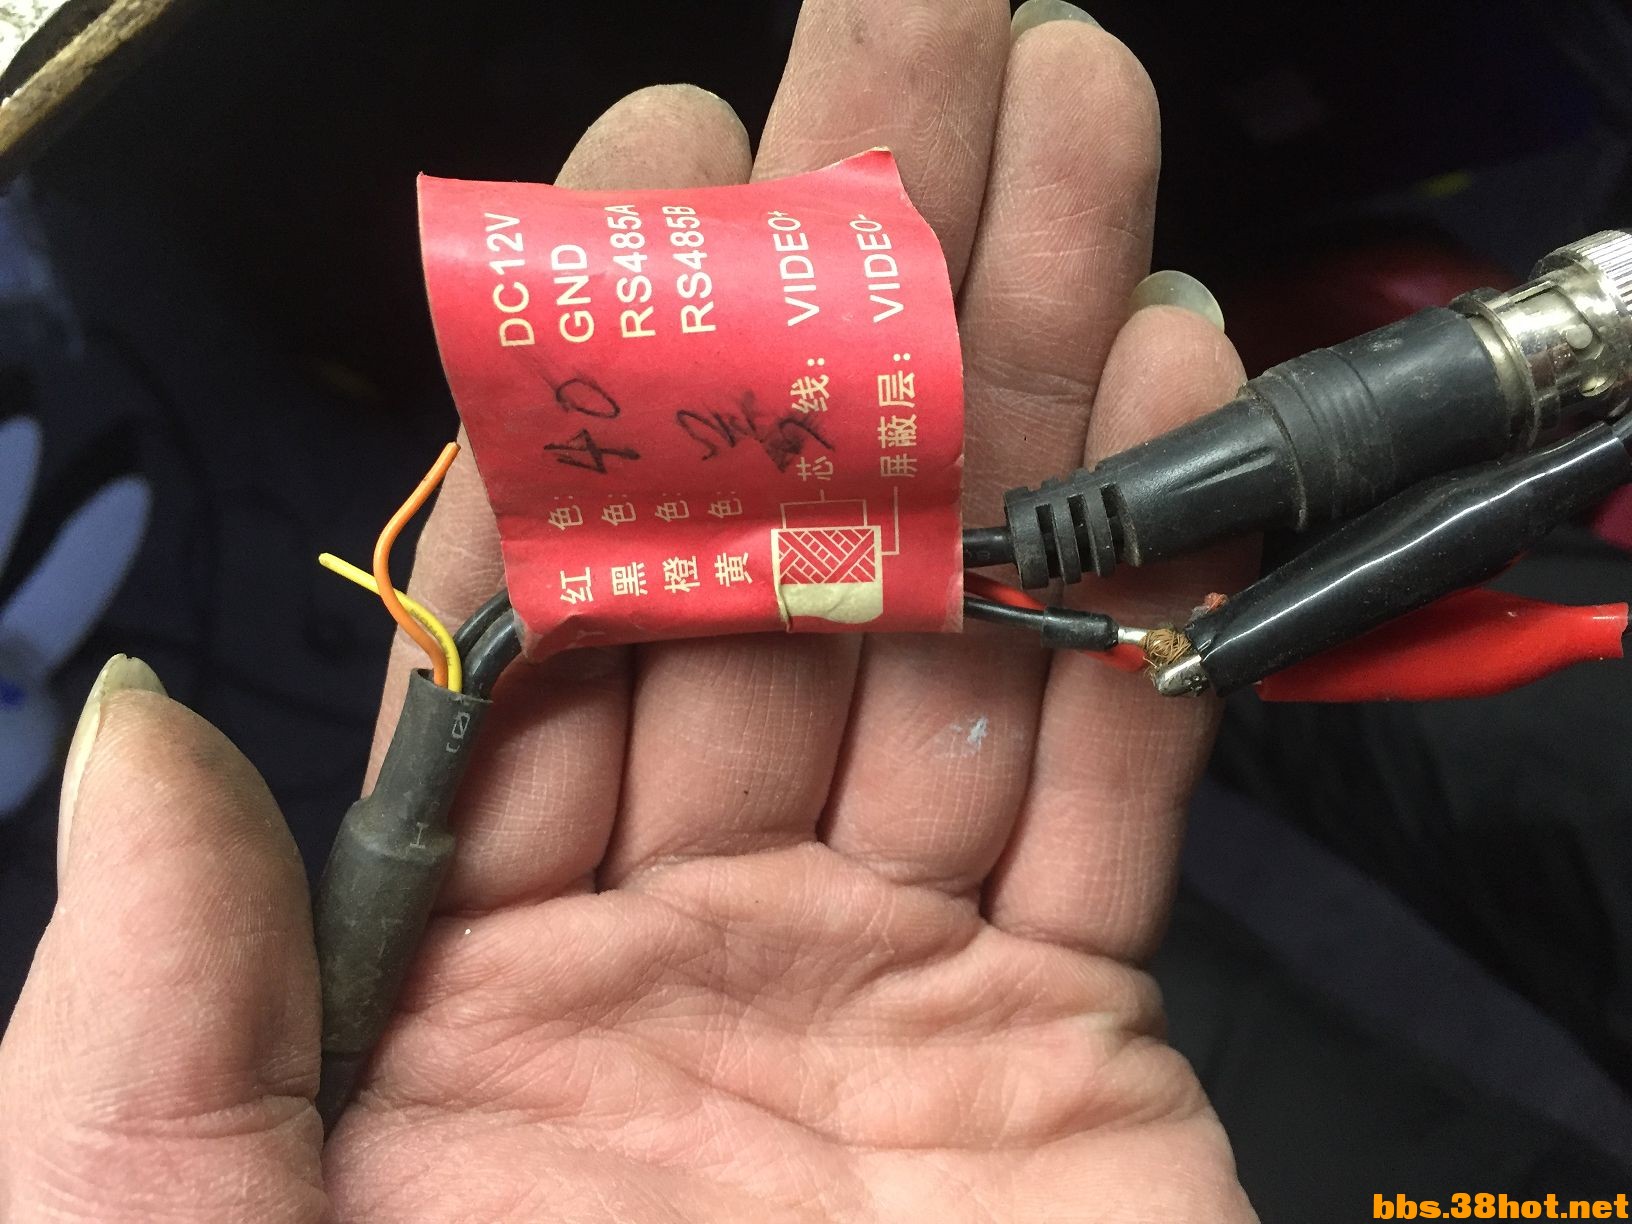 红色: DC12V
黑色: GND
橙色: RS485A
黄色: RS485B
芯线: VIDEO+
屏蔽层: VIDEO-
40
bbs.38hot.net